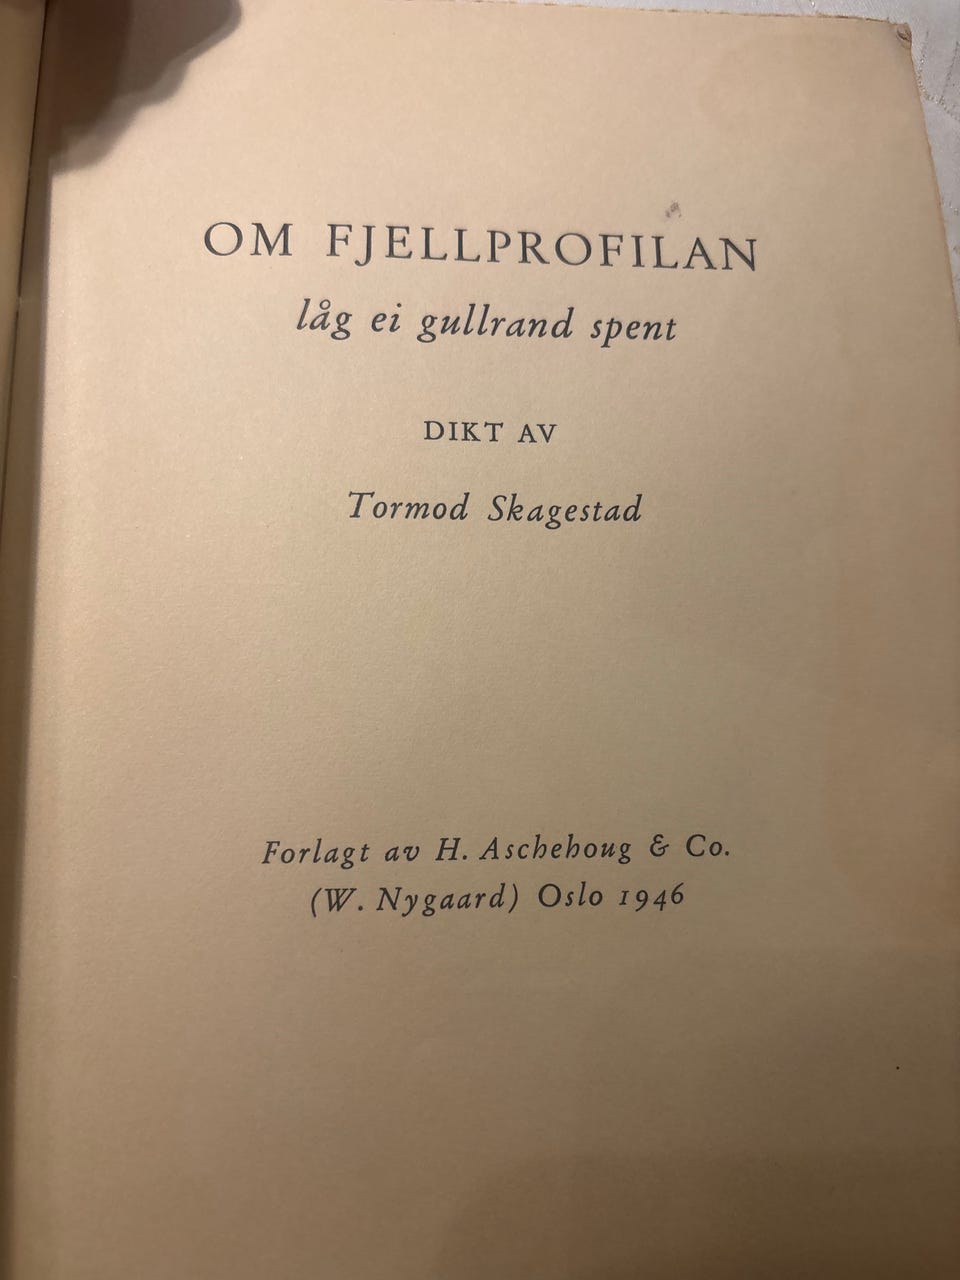 OM FJELLPROFILAN
låg ei gullrand spent
DIKT AV
Tormod Skagestad
Forlagt av H. Aschehoug & Co.
(W. Nygaard) Oslo 1946